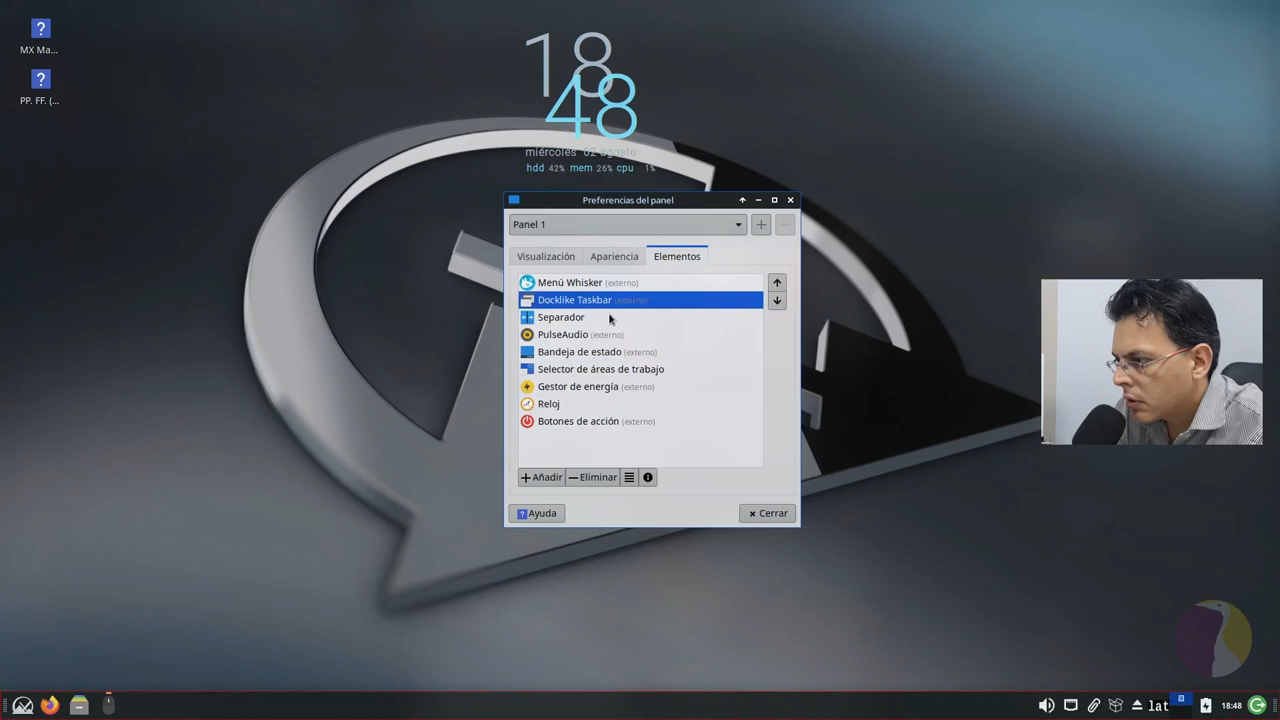 MX Ma...
PP. FF. (...
18
48
miércoles 02 agosto
hdd 42% mem 26% cpu 1%
Preferencias del panel
Panel 1
Visualización Apariencia Elementos
Menú Whisker (externo)
Docklike Taskbar (externo)
Separador
PulseAudio (externo)
Bandeja de estado (externo)
Selector de áreas de trabajo
Gestor de energía (externo)
Reloj
Botones de acción (externo)
Añadir Eliminar
Ayuda Cerrar
lat 18:48